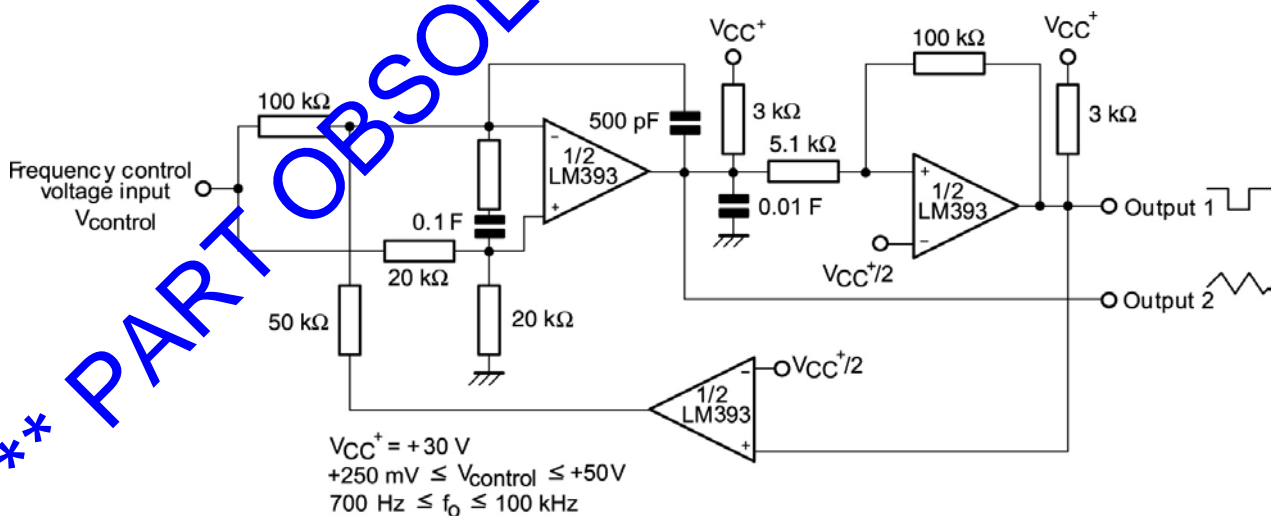 *** PART OBSOL
Frequency control
voltage input
Vcontrol
100 kΩ
50 kΩ
20 kΩ
0.1 F
20 kΩ
-
1/2
LM393
+
500 pF
VCC+
3 kΩ
0.01 F
5.1 kΩ
100 kΩ
+
1/2
LM393
-
VCC+/2
VCC+
3 kΩ
Output 1
Output 2
- VCC+/2
1/2
LM393
+
VCC+ = +30 V
+250 mV ≤ Vcontrol ≤ +50V
700 Hz ≤ fo ≤ 100 kHz